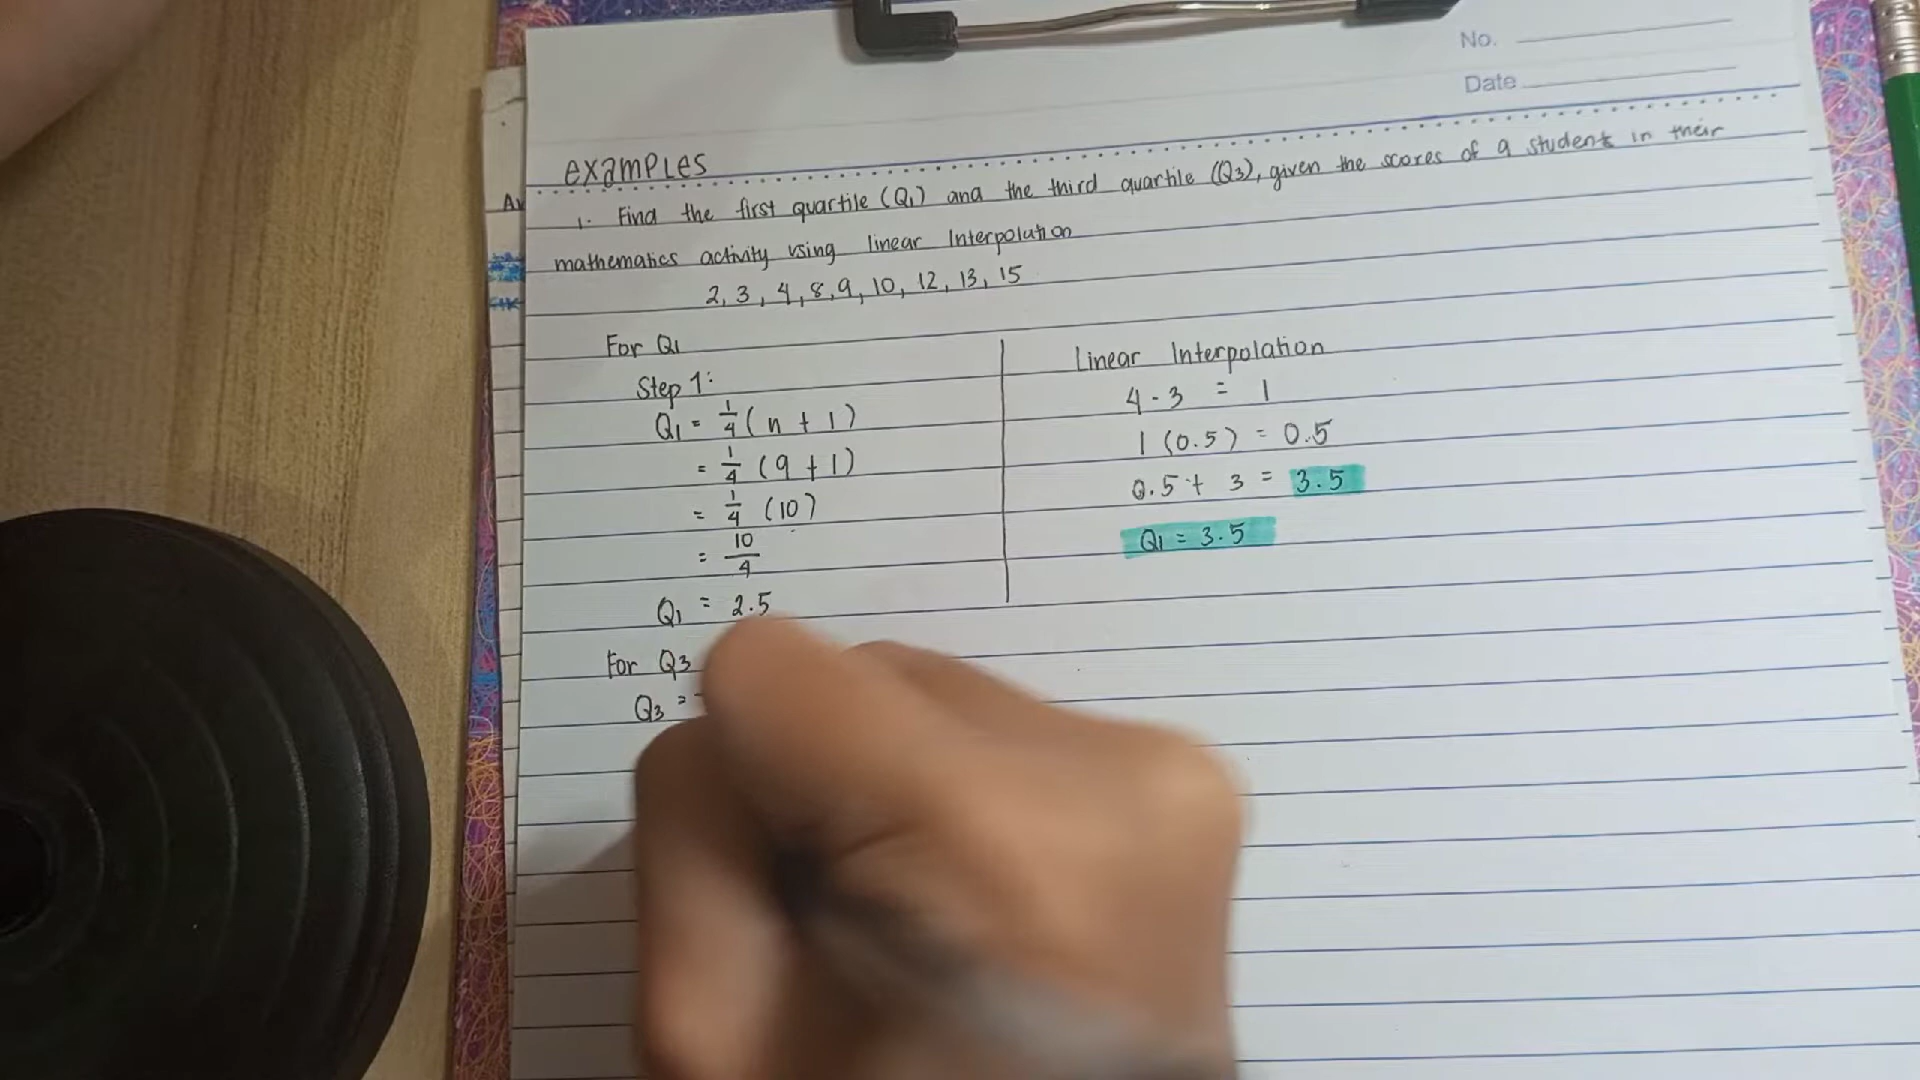 No.
Date
examples
1. Find the first quartile (Q1) and the third quartile (Q3), given the scores of 9 students in their
mathematics activity using linear Interpolation
2, 3, 4, 8, 9, 10, 12, 13, 15
For Q1
Step 1:
Q1 = 1/4 (n + 1)
= 1/4 (9 + 1)
= 1/4 (10)
= 10/4
Q1 = 2.5
Linear Interpolation
4 - 3 = 1
1 (0.5) = 0.5
0.5 + 3 = 3.5
Q1 = 3.5
For Q3
Q3 =